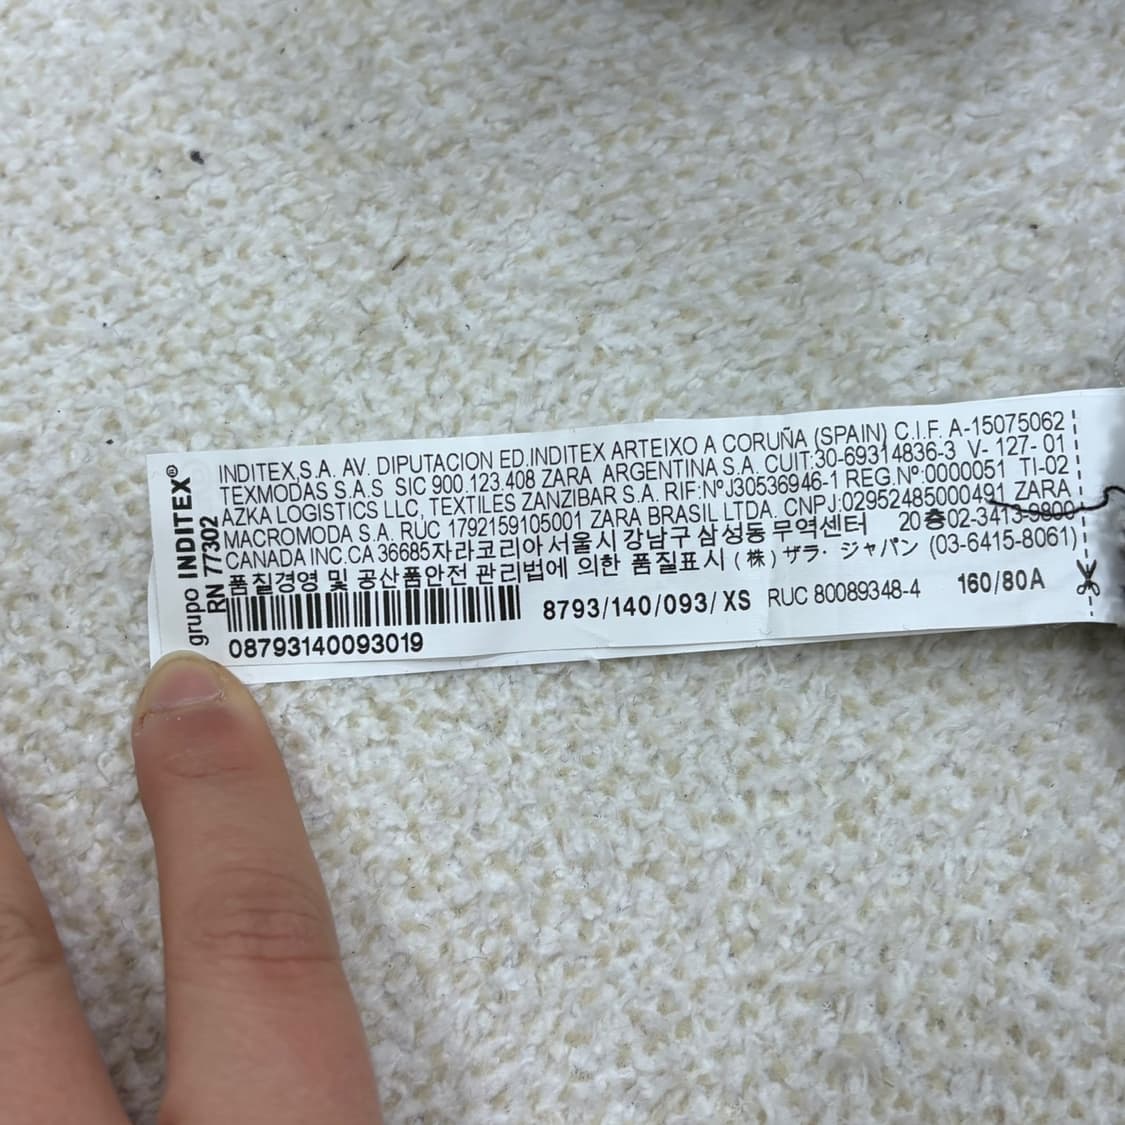 grupo INDITEX®
RN 77302
INDITEX,S.A. AV. DIPUTACION ED.INDITEX ARTEIXO A CORUÑA (SPAIN) C.I.F. A-15075062
TEXMODAS S.A.S SIC 900.123.408 ZARA ARGENTINA S.A. CUIT:30-69314836-3 V- 127- 01
AZKA LOGISTICS LLC, TEXTILES ZANZIBAR S.A. RIF:NºJ30536946-1 REG.Nº:0000051 TI-02
MACROMODA S.A. RUC 1792159105001 ZARA BRASIL LTDA. CNPJ:02952485000491 ZARA
CANADA INC.CA 36685자라코리아서울시 강남구 삼성동 무역센터 20층02-3413-9800
품질경영 및 공산품안전 관리법에 의한 품질표시 (株) ザラ・ジャパン (03-6415-8061)
8793/140/093/ XS RUC 80089348-4 160/80A
08793140093019